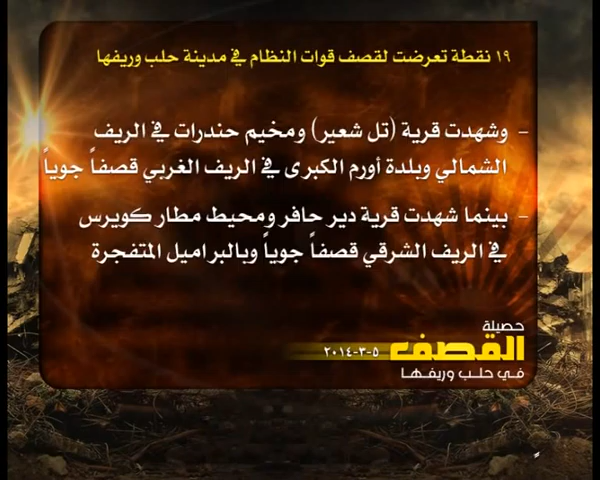 ١٩ نقطة تعرضت لقصف قوات النظام في مدينة حلب وريفها
- وشهدت قرية (تل شعير) ومخيم حندرات في الريف
الشمالي وبلدة أورم الكبرى في الريف الغربي قصفاً جوياً
- بينما شهدت قرية دير حافر ومحيط مطار كويرس
في الريف الشرقي قصفاً جوياً وبالبراميل المتفجرة
حصيلة
القصف ٥-٣-٢٠١٤
في حلب وريفها